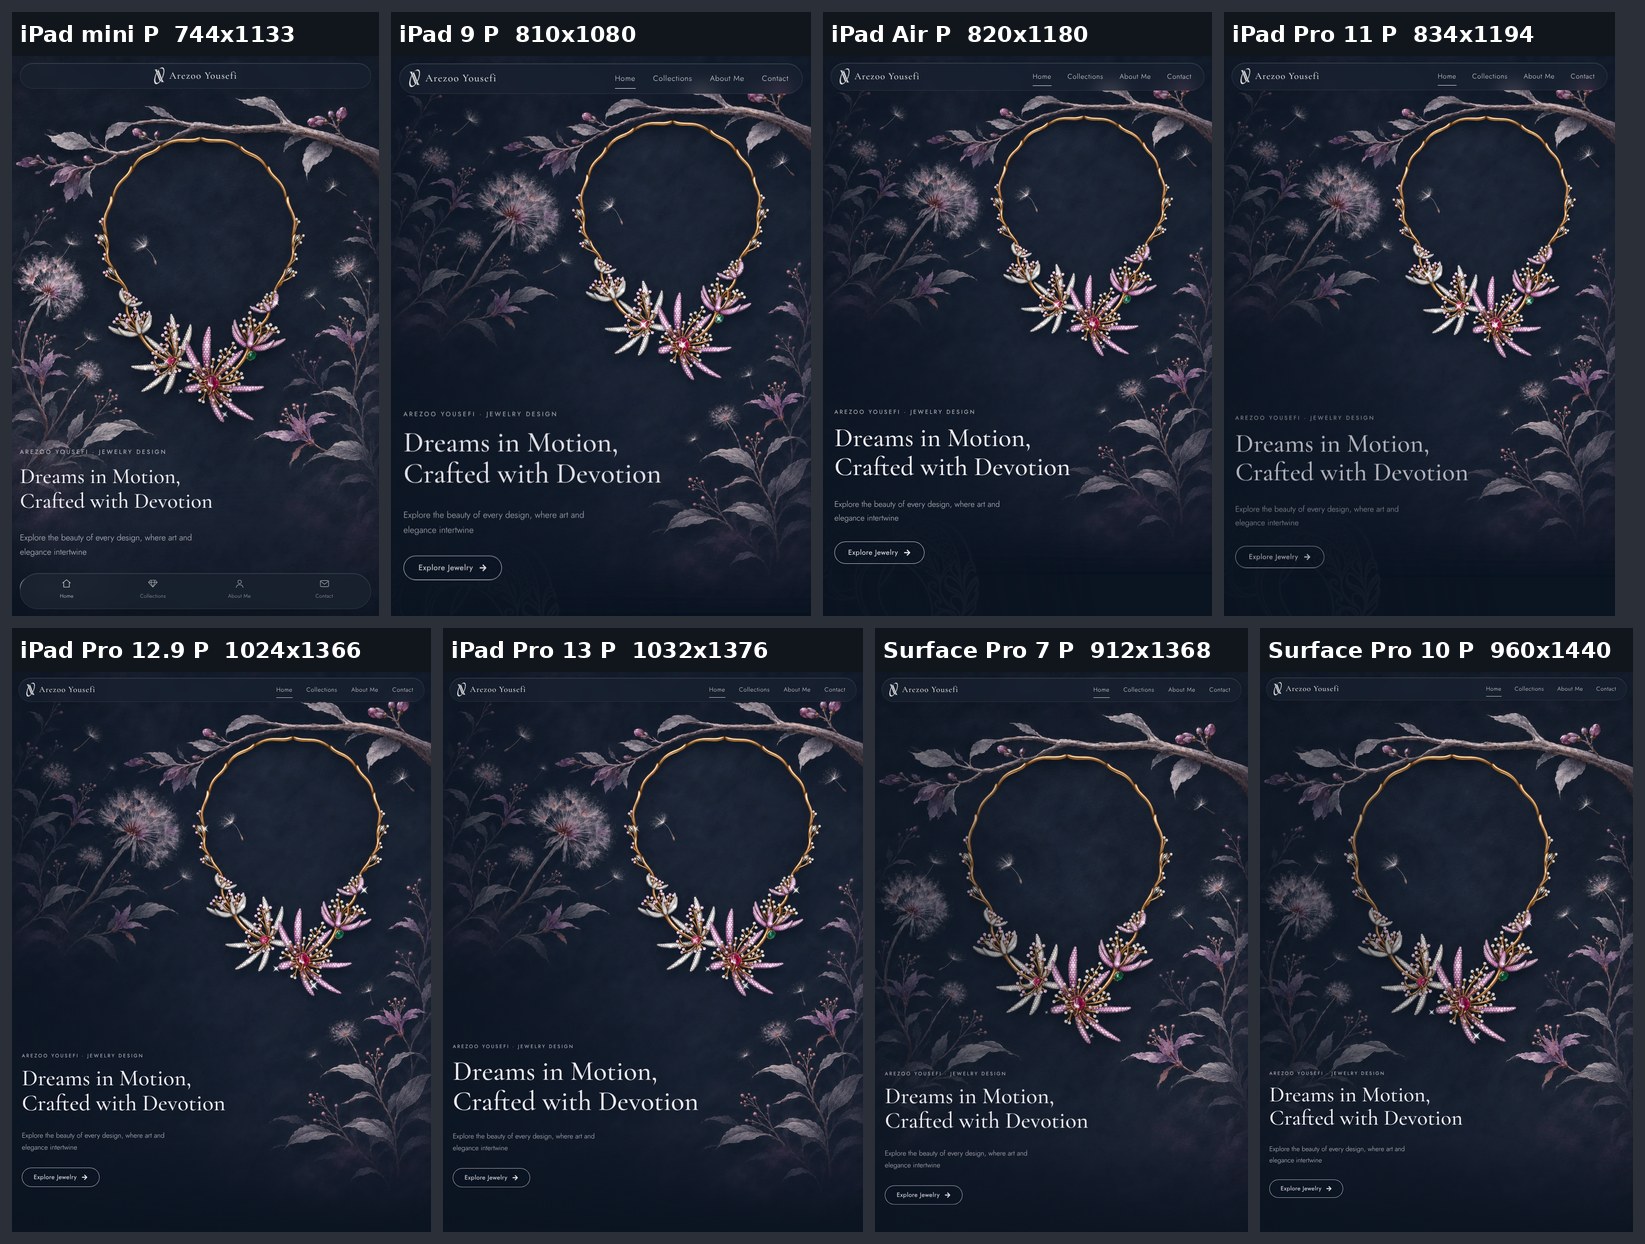 iPad mini P 744x1133
Arezoo Yousefi
AREZOO YOUSEFI · JEWELRY DESIGN
Dreams in Motion,
Crafted with Devotion
Explore the beauty of every design, where art and
elegance intertwine
Home Collections About Me Contact
iPad 9 P 810x1080
Arezoo Yousefi Home Collections About Me Contact
AREZOO YOUSEFI · JEWELRY DESIGN
Dreams in Motion,
Crafted with Devotion
Explore the beauty of every design, where art and
elegance intertwine
Explore Jewelry →
iPad Air P 820x1180
Arezoo Yousefi Home Collections About Me Contact
AREZOO YOUSEFI · JEWELRY DESIGN
Dreams in Motion,
Crafted with Devotion
Explore the beauty of every design, where art and
elegance intertwine
Explore Jewelry →
iPad Pro 11 P 834x1194
Arezoo Yousefi Home Collections About Me Contact
AREZOO YOUSEFI · JEWELRY DESIGN
Dreams in Motion,
Crafted with Devotion
Explore the beauty of every design, where art and
elegance intertwine
Explore Jewelry →
iPad Pro 12.9 P 1024x1366
Arezoo Yousefi Home Collections About Me Contact
AREZOO YOUSEFI · JEWELRY DESIGN
Dreams in Motion,
Crafted with Devotion
Explore the beauty of every design, where art and
elegance intertwine
Explore Jewelry →
iPad Pro 13 P 1032x1376
Arezoo Yousefi Home Collections About Me Contact
AREZOO YOUSEFI · JEWELRY DESIGN
Dreams in Motion,
Crafted with Devotion
Explore the beauty of every design, where art and
elegance intertwine
Explore Jewelry →
Surface Pro 7 P 912x1368
Arezoo Yousefi Home Collections About Me Contact
AREZOO YOUSEFI · JEWELRY DESIGN
Dreams in Motion,
Crafted with Devotion
Explore the beauty of every design, where art and
elegance intertwine
Explore Jewelry →
Surface Pro 10 P 960x1440
Arezoo Yousefi Home Collections About Me Contact
AREZOO YOUSEFI · JEWELRY DESIGN
Dreams in Motion,
Crafted with Devotion
Explore the beauty of every design, where art and
elegance intertwine
Explore Jewelry →